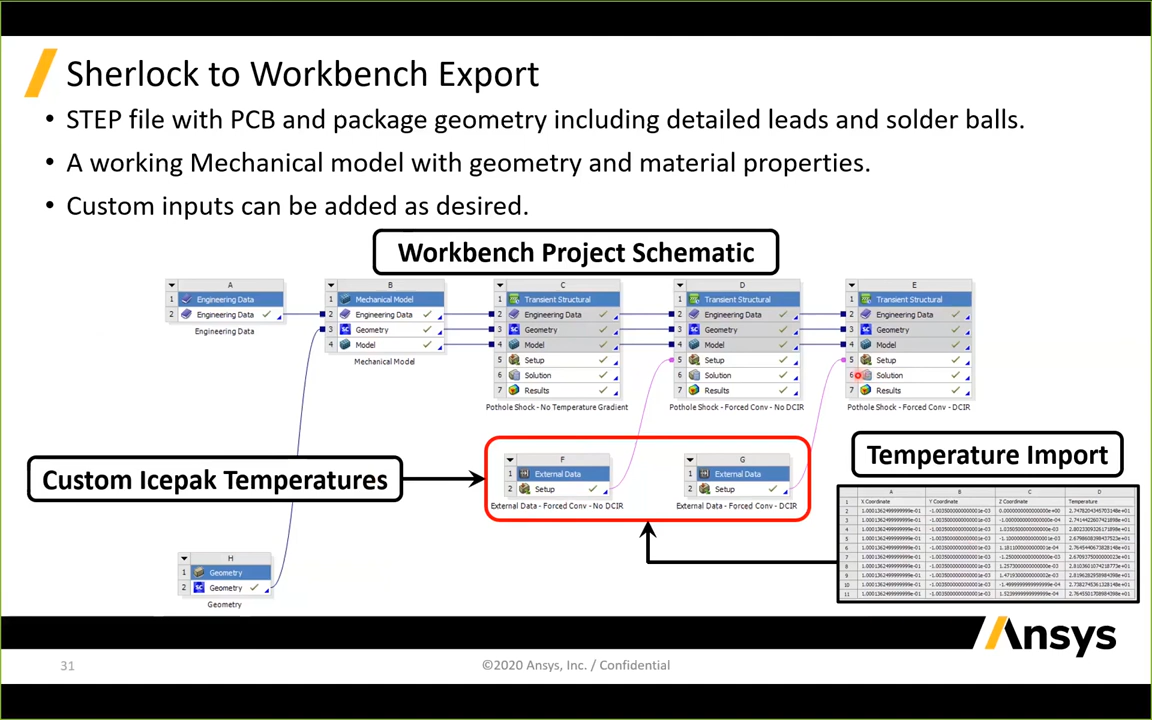 Sherlock to Workbench Export
• STEP file with PCB and package geometry including detailed leads and solder balls.
• A working Mechanical model with geometry and material properties.
• Custom inputs can be added as desired.
Workbench Project Schematic
A
1 Engineering Data
2 Engineering Data
Engineering Data
B
1 Mechanical Model
2 Engineering Data
3 Geometry
4 Model
Mechanical Model
C
1 Transient Structural
2 Engineering Data
3 Geometry
4 Model
5 Setup
6 Solution
7 Results
Pothole Shock - No Temperature Gradient
D
1 Transient Structural
2 Engineering Data
3 Geometry
4 Model
5 Setup
6 Solution
7 Results
Pothole Shock - Forced Conv - No DCIR
E
1 Transient Structural
2 Engineering Data
3 Geometry
4 Model
5 Setup
6 Solution
7 Results
Pothole Shock - Forced Conv - DCIR
Custom Icepak Temperatures
F
1 External Data
2 Setup
External Data - Forced Conv - No DCIR
G
1 External Data
2 Setup
External Data - Forced Conv - DCIR
Temperature Import
A B C D
1 X Coordinate Y Coordinate Z Coordinate Temperature
H
1 Geometry
2 Geometry
Geometry
Ansys
31
©2020 Ansys, Inc. / Confidential